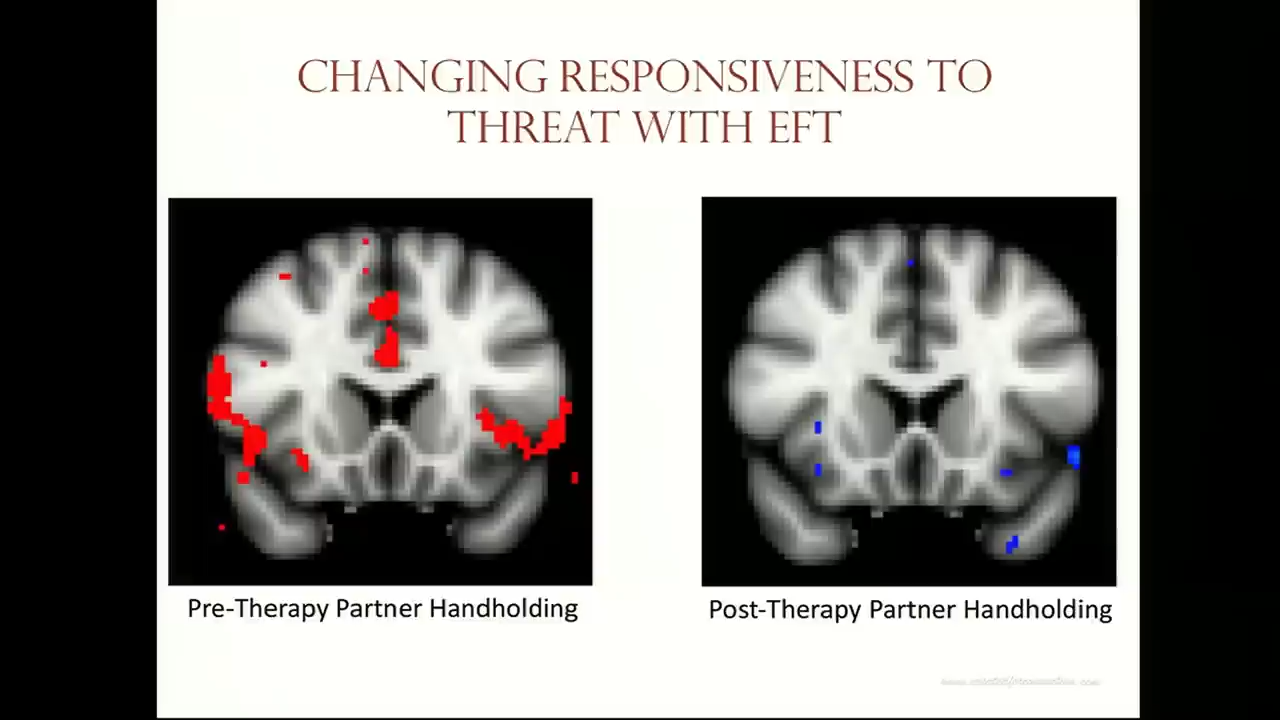 CHANGING RESPONSIVENESS TO
THREAT WITH EFT
Pre-Therapy Partner Handholding
Post-Therapy Partner Handholding